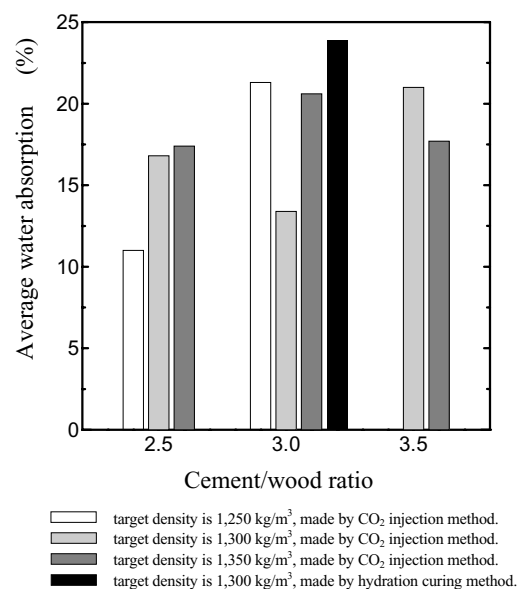 25
20
15
10
5
0
Average water absorption (%)
2.5 3.0 3.5
Cement/wood ratio
target density is 1,250 kg/m³, made by CO₂ injection method.
target density is 1,300 kg/m³, made by CO₂ injection method.
target density is 1,350 kg/m³, made by CO₂ injection method.
target density is 1,300 kg/m³, made by hydration curing method.